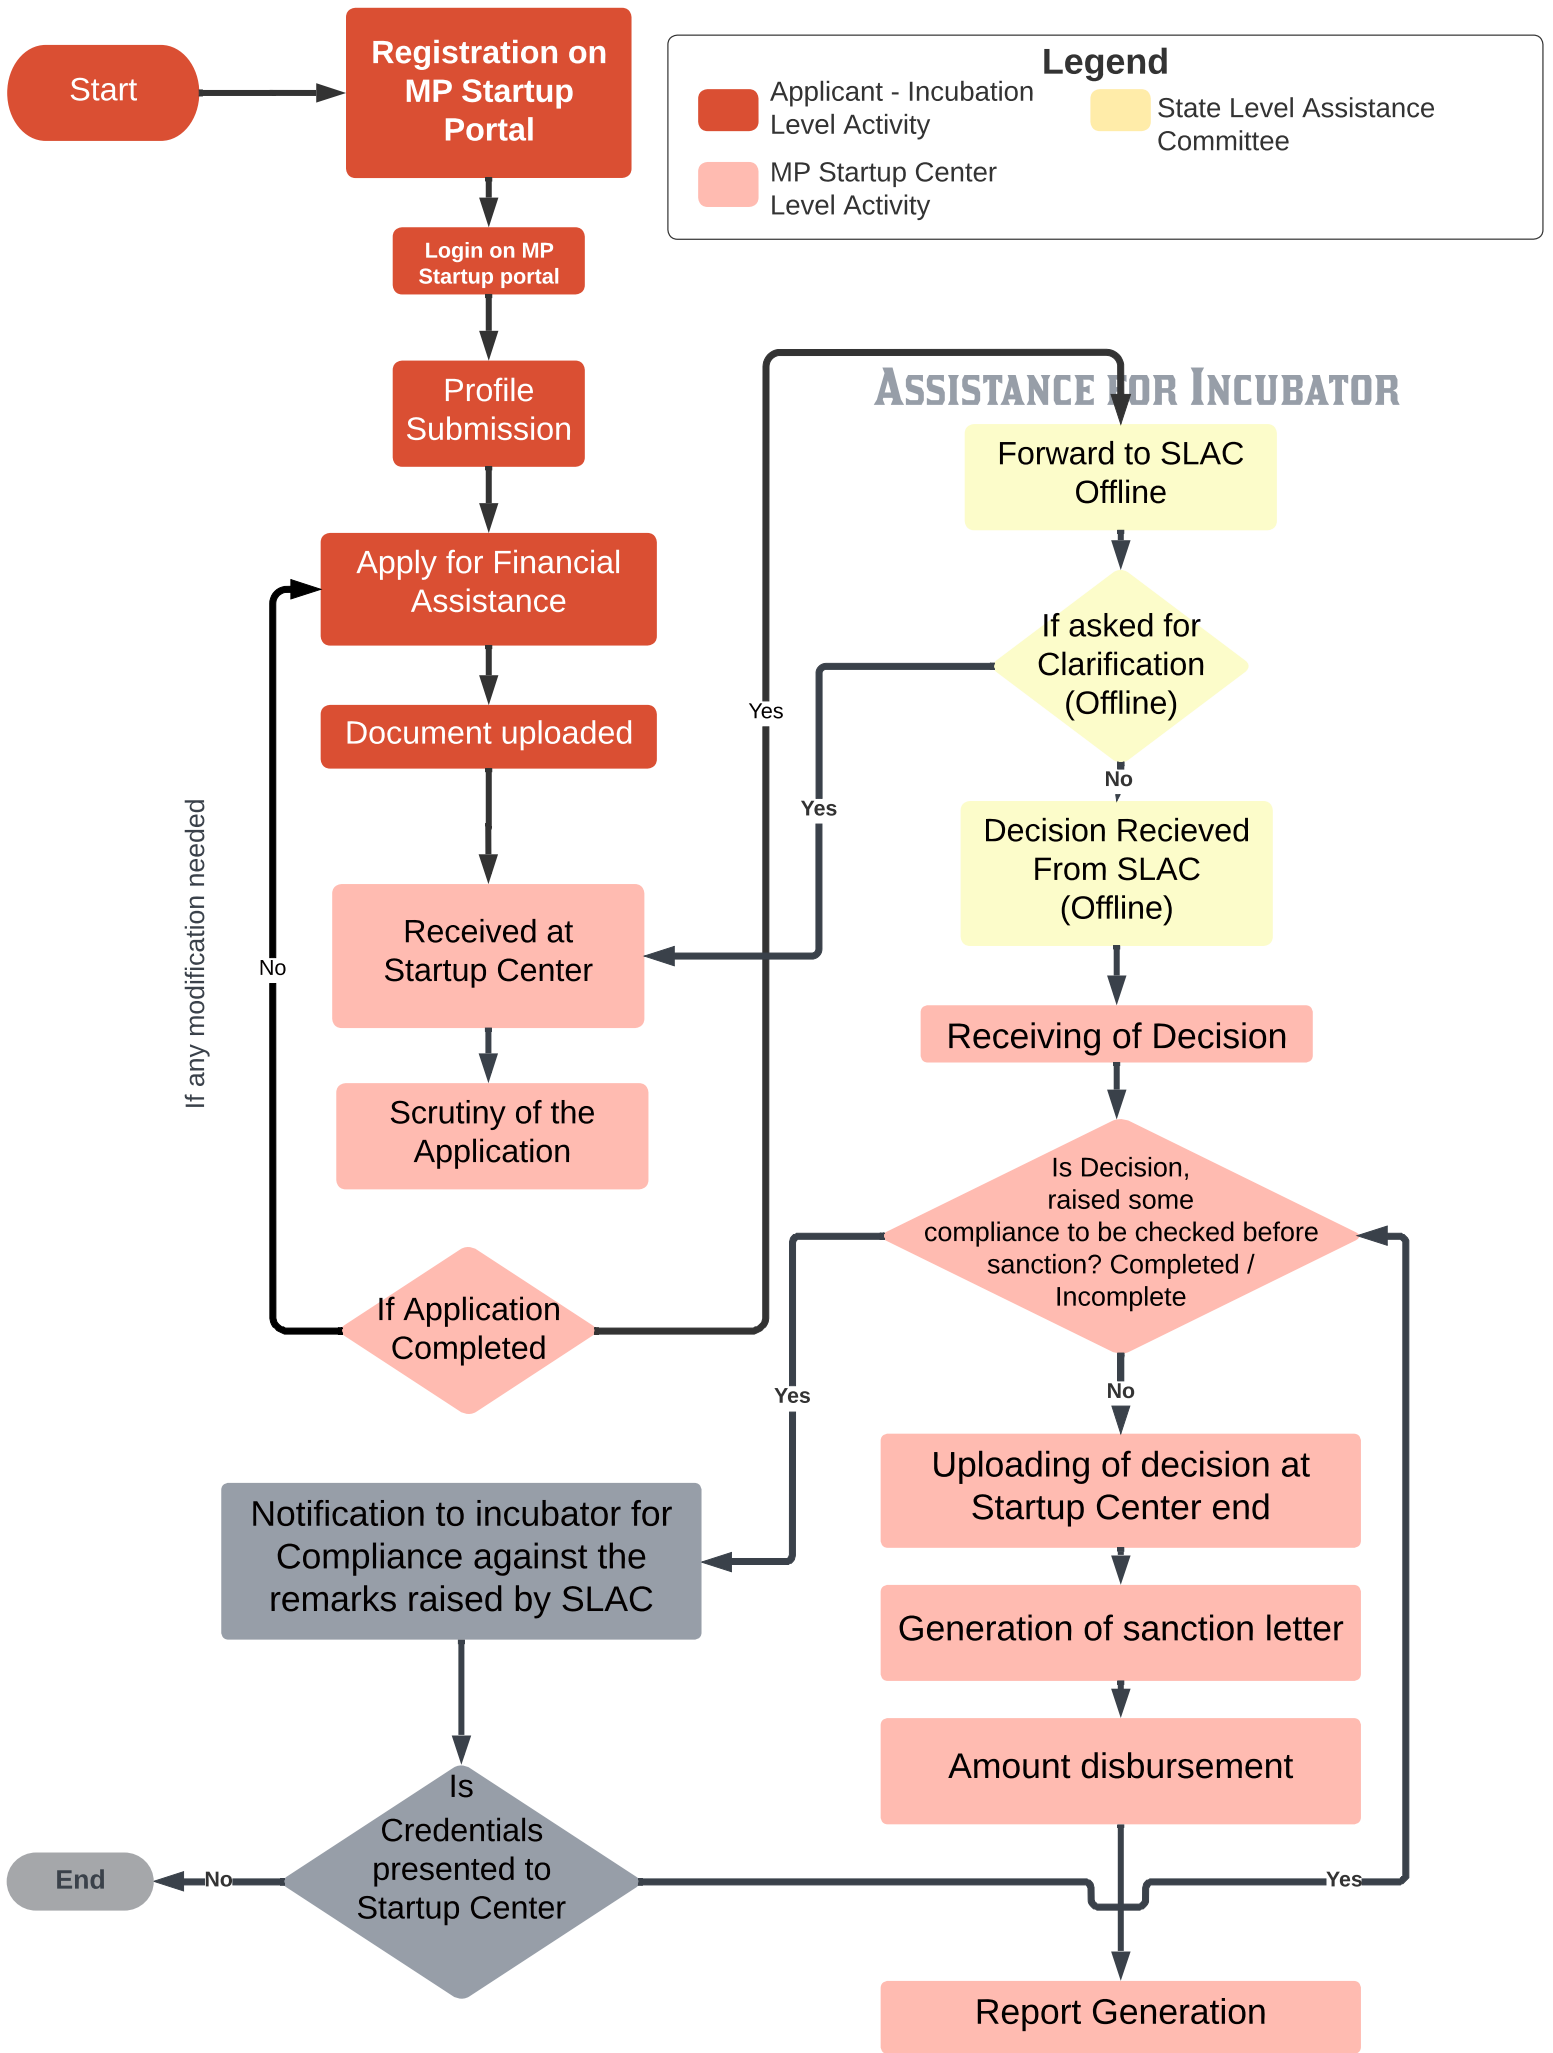 Start
Registration on
MP Startup
Portal
Legend
Applicant - Incubation
Level Activity
State Level Assistance
Committee
MP Startup Center
Level Activity
Login on MP
Startup portal
Profile
Submission
Apply for Financial
Assistance
Document uploaded
If any modification needed
No
Received at
Startup Center
Scrutiny of the
Application
If Application
Completed
Yes
Assistance for Incubator
Forward to SLAC
Offline
If asked for
Clarification
(Offline)
Yes
No
Decision Recieved
From SLAC
(Offline)
Receiving of Decision
Is Decision,
raised some
compliance to be checked before
sanction? Completed /
Incomplete
Yes
No
Uploading of decision at
Startup Center end
Generation of sanction letter
Amount disbursement
Report Generation
Notification to incubator for
Compliance against the
remarks raised by SLAC
Is
Credentials
presented to
Startup Center
No
End
Yes